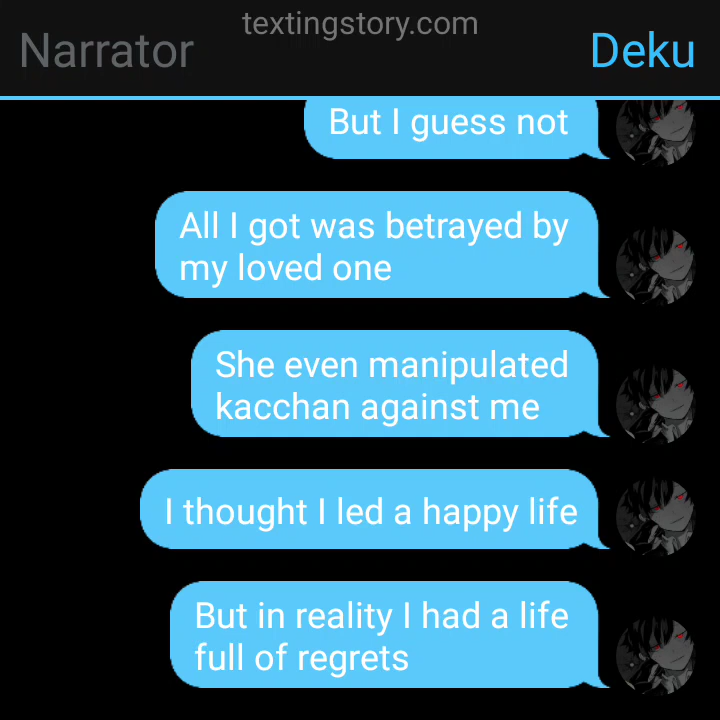 textingstory.com
Narrator
Deku
But I guess not
All I got was betrayed by
my loved one
She even manipulated
kacchan against me
I thought I led a happy life
But in reality I had a life
full of regrets